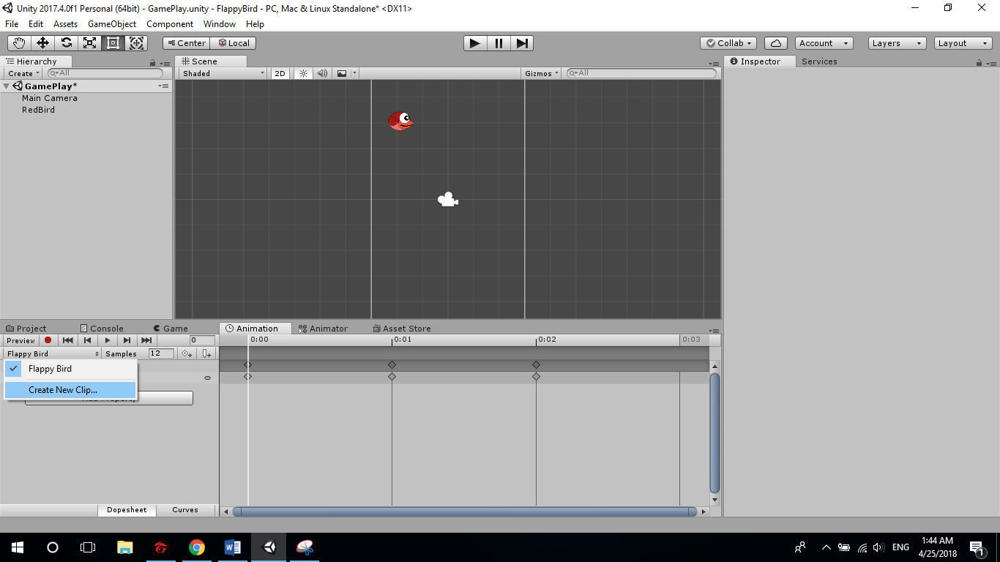 Unity 2017.4.0f1 Personal (64bit) - GamePlay.unity - FlappyBird - PC, Mac & Linux Standalone* <DX11>
File Edit Assets GameObject Component Window Help
Center Local Collab Account Layers Layout
Hierarchy Scene Inspector Services
Create All Shaded 2D Gizmos All
GamePlay*
Main Camera
RedBird
Project Console Game Animation Animator Asset Store
Preview 0 0:00 0:01 0:02 0:03
Flappy Bird Samples 12
Flappy Bird
Create New Clip...
Dopesheet Curves
ENG 1:44 AM
4/25/2018
1